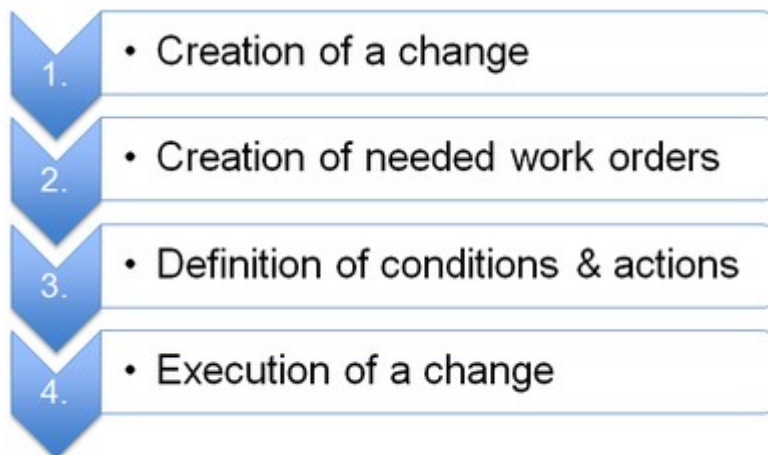 1. • Creation of a change
2. • Creation of needed work orders
3. • Definition of conditions & actions
4. • Execution of a change